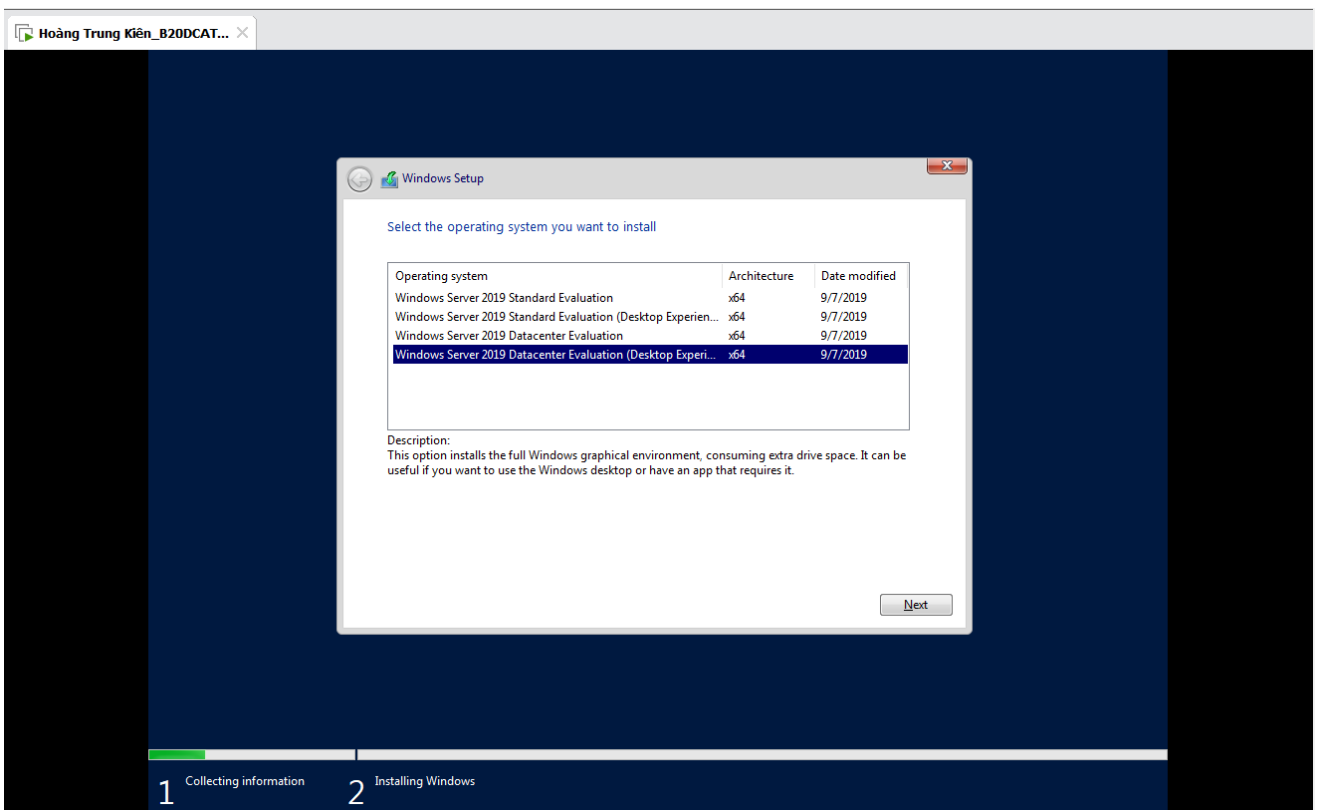 Hoàng Trung Kiên_B20DCAT...
Windows Setup
Select the operating system you want to install
Operating system Architecture Date modified
Windows Server 2019 Standard Evaluation x64 9/7/2019
Windows Server 2019 Standard Evaluation (Desktop Experien... x64 9/7/2019
Windows Server 2019 Datacenter Evaluation x64 9/7/2019
Windows Server 2019 Datacenter Evaluation (Desktop Experi... x64 9/7/2019
Description:
This option installs the full Windows graphical environment, consuming extra drive space. It can be
useful if you want to use the Windows desktop or have an app that requires it.
Next
1 Collecting information 2 Installing Windows